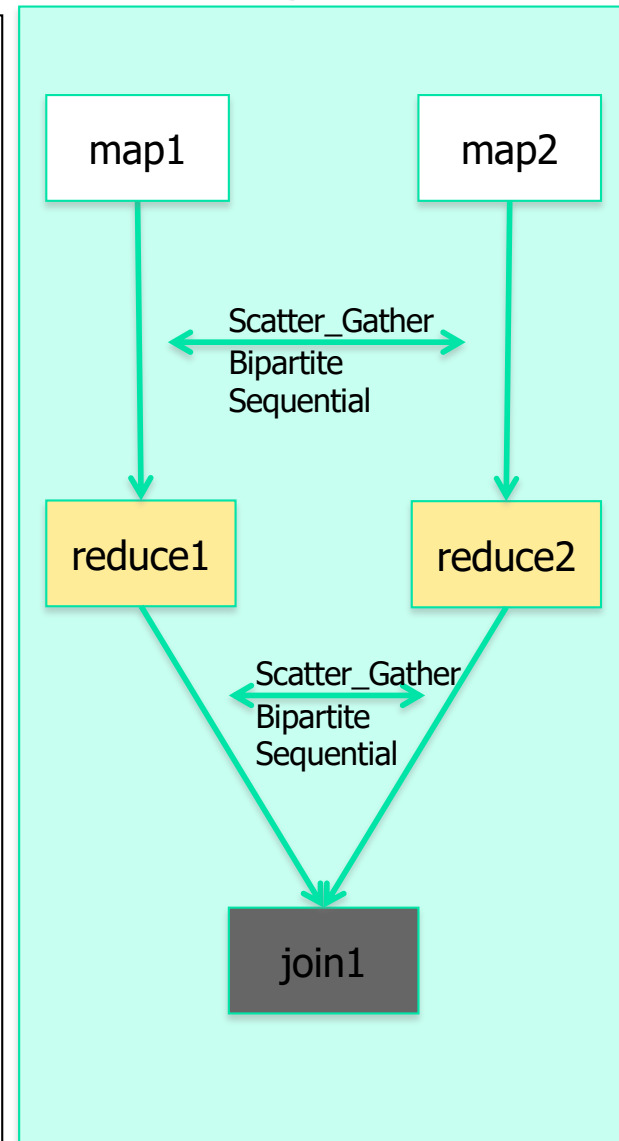 map1
map2
Scatter_Gather
Bipartite
Sequential
reduce1
reduce2
Scatter_Gather
Bipartite
Sequential
join1